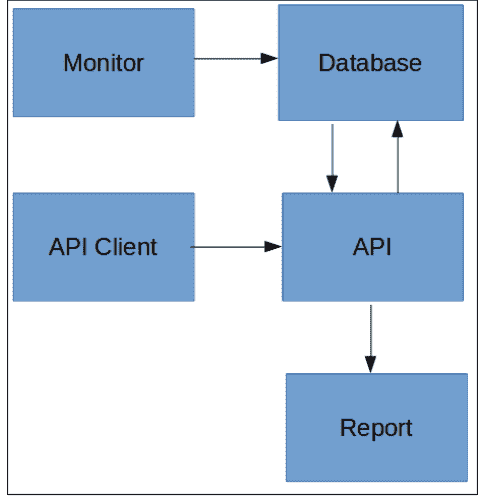 Monitor
Database
API Client
API
Report